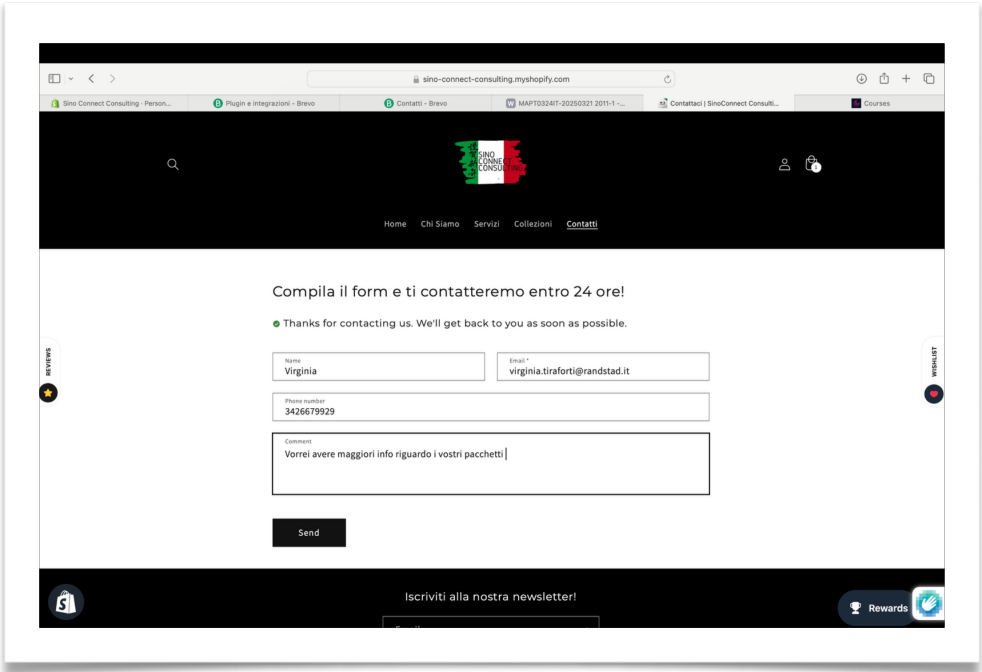 sino-connect-consulting.myshopify.com
Sino Connect Consulting · Person...
Plugin e integrazioni - Brevo
Contatti - Brevo
MAPT0324IT-20250321 2011-1 -...
Contattaci | SinoConnect Consulti...
Courses
SINO
CONNECT
CONSULTING
1
Home Chi Siamo Servizi Collezioni Contatti
Compila il form e ti contatteremo entro 24 ore!
Thanks for contacting us. We'll get back to you as soon as possible.
Name
Virginia
Email *
virginia.tiraforti@randstad.it
Phone number
3426679929
Comment
Vorrei avere maggiori info riguardo i vostri pacchetti
Send
REVIEWS
WISHLIST
Iscriviti alla nostra newsletter!
Rewards